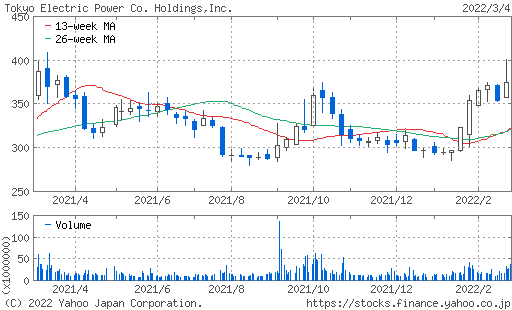 Tokyo Electric Power Co. Holdings,Inc. 2022/3/4
450
13-week MA
26-week MA
400
350
300
250
2021/4 2021/6 2021/8 2021/10 2021/12 2022/2
150
Volume
100
50
0
(x1000000)
2021/4 2021/6 2021/8 2021/10 2021/12 2022/2
(C) 2022 Yahoo Japan Corporation. https://stocks.finance.yahoo.co.jp/